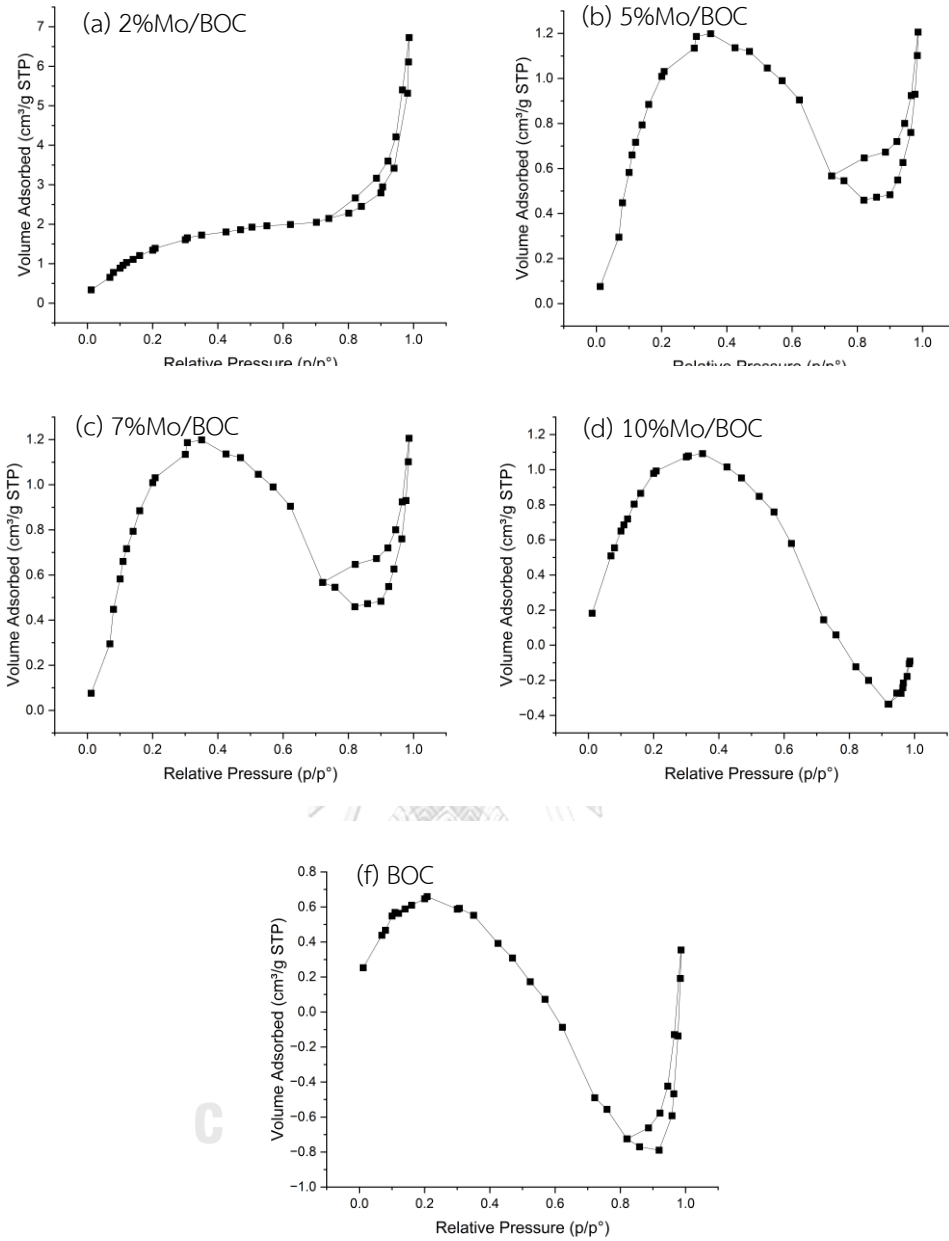 (a) 2%Mo/BOC
(b) 5%Mo/BOC
Volume Adsorbed (cm³/g STP)
7
6
5
4
3
2
1
0
0.0 0.2 0.4 0.6 0.8 1.0
Relative Pressure (p/p°)
Volume Adsorbed (cm³/g STP)
1.2
1.0
0.8
0.6
0.4
0.2
0.0
0.0 0.2 0.4 0.6 0.8 1.0
Relative Pressure (p/p°)
(c) 7%Mo/BOC
(d) 10%Mo/BOC
Volume Adsorbed (cm³/g STP)
1.2
1.0
0.8
0.6
0.4
0.2
0.0
0.0 0.2 0.4 0.6 0.8 1.0
Relative Pressure (p/p°)
Volume Adsorbed (cm³/g STP)
1.2
1.0
0.8
0.6
0.4
0.2
0.0
−0.2
−0.4
0.0 0.2 0.4 0.6 0.8 1.0
Relative Pressure (p/p°)
(f) BOC
Volume Adsorbed (cm³/g STP)
0.8
0.6
0.4
0.2
0.0
−0.2
−0.4
−0.6
−0.8
−1.0
0.0 0.2 0.4 0.6 0.8 1.0
Relative Pressure (p/p°)
C